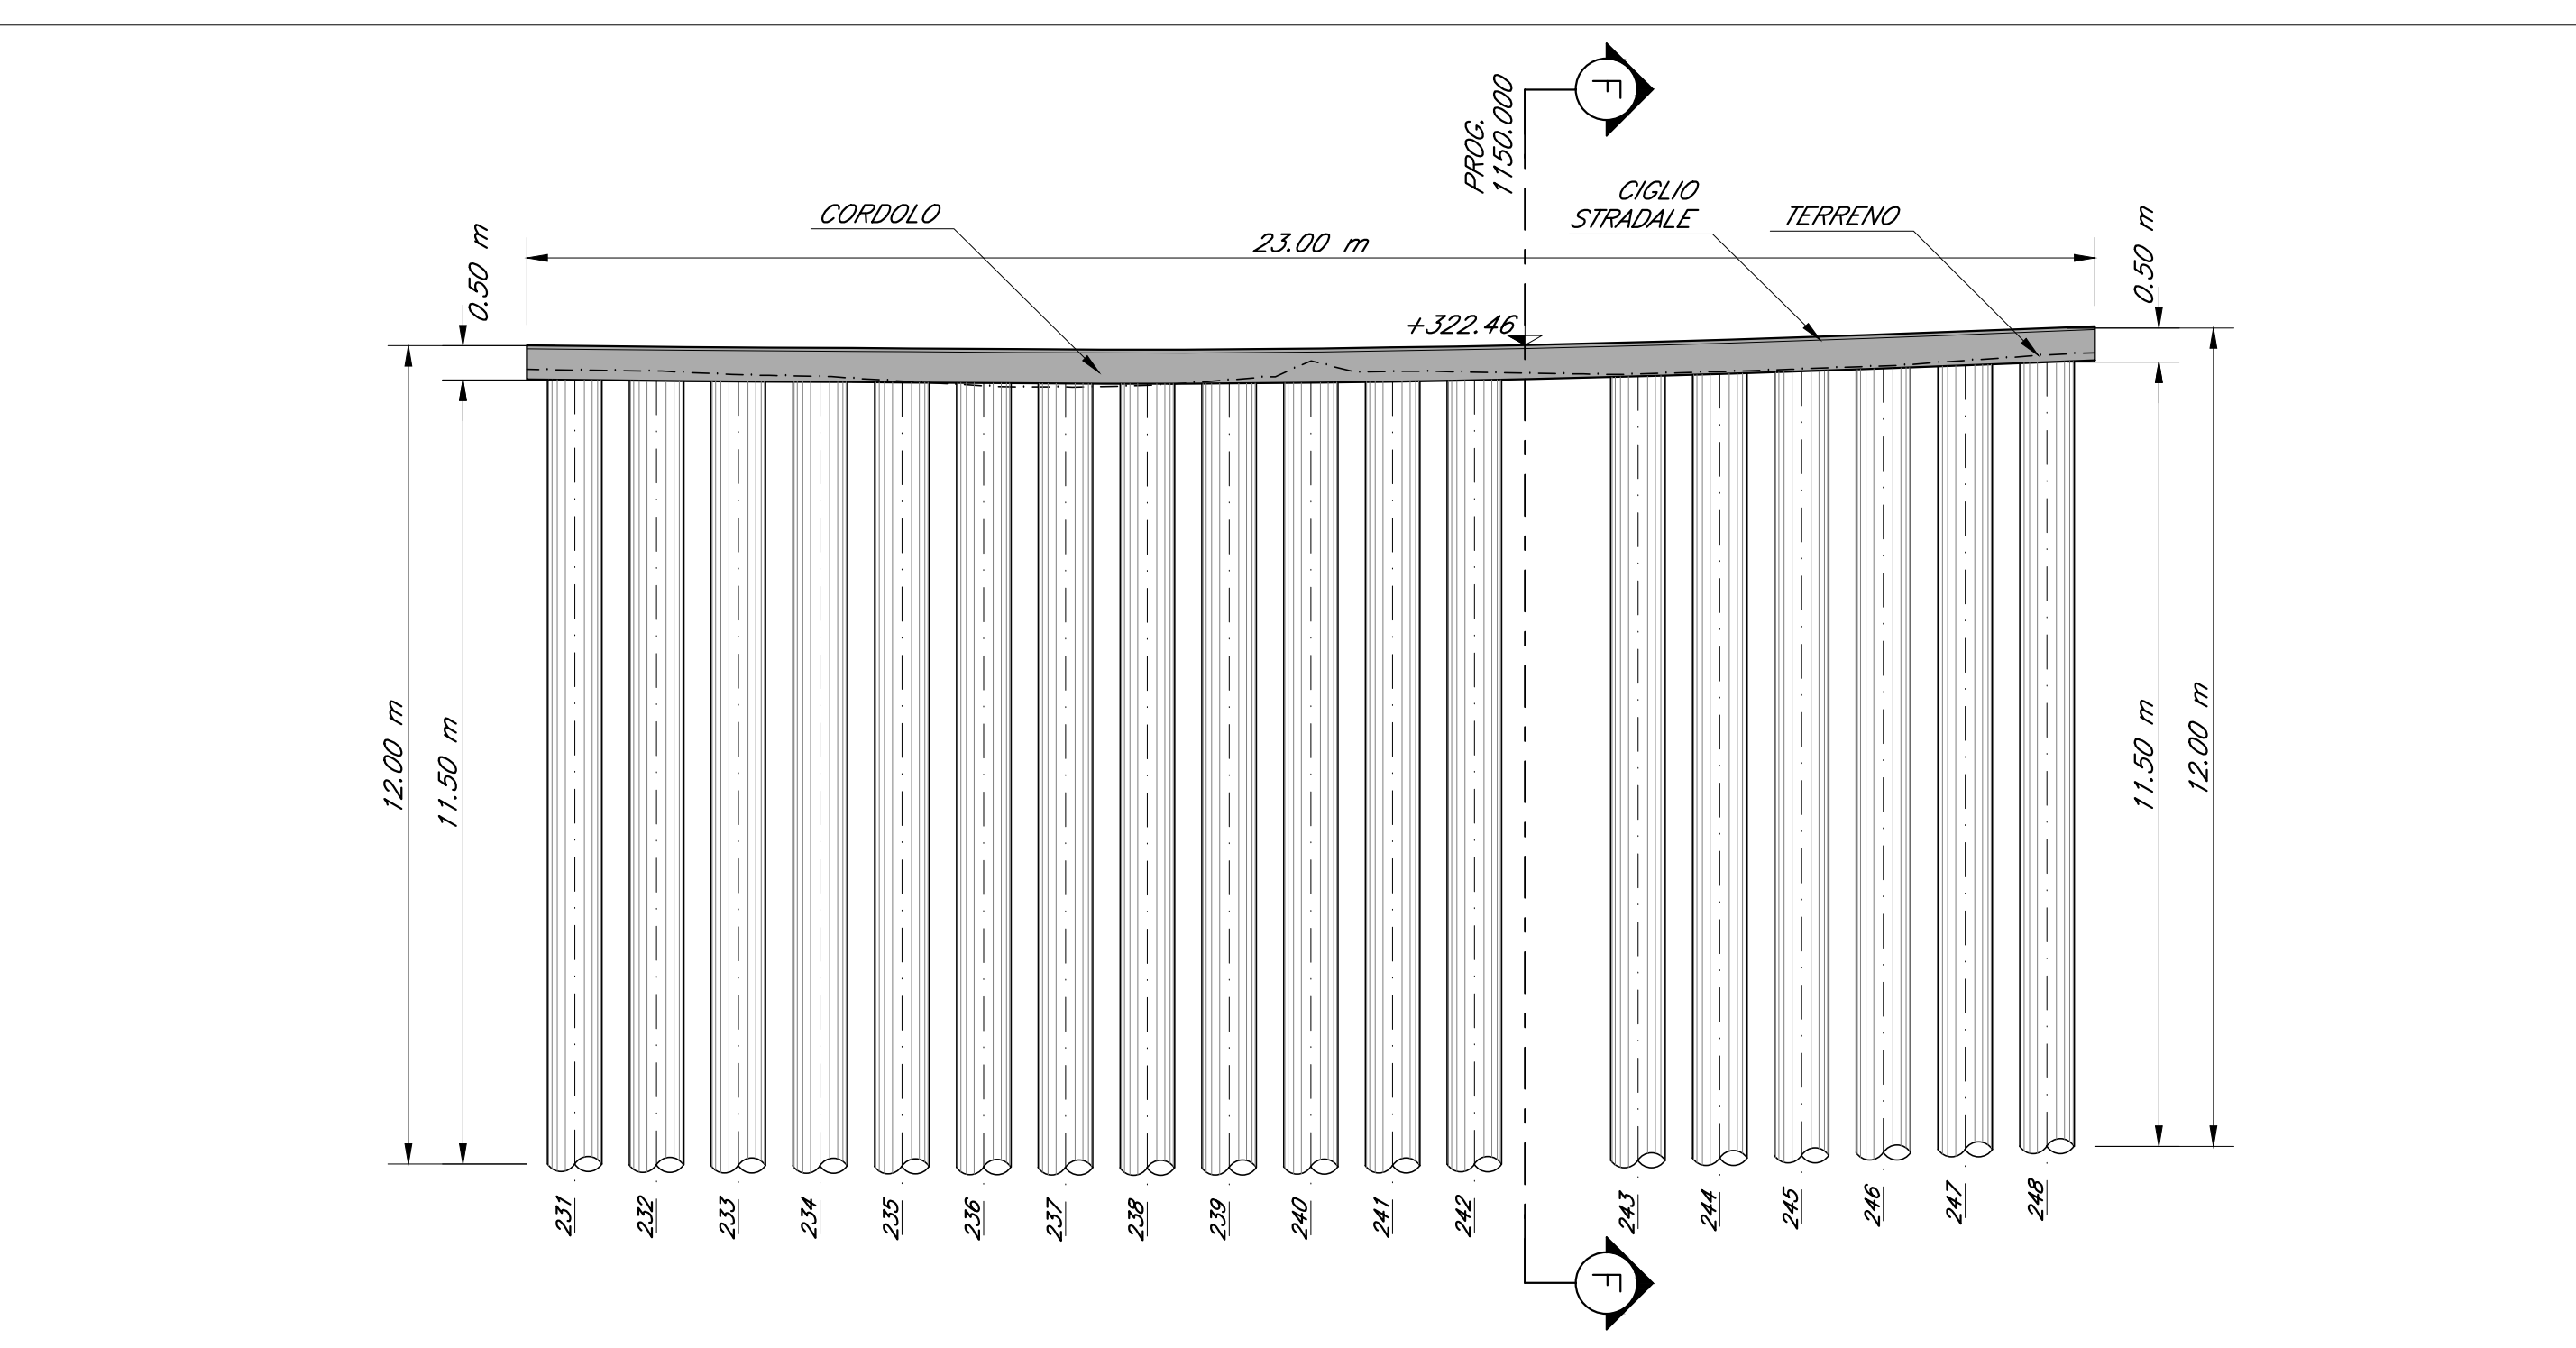 F
PROG.
1150.000
CIGLIO
STRADALE
TERRENO
CORDOLO
0.50 m
23.00 m
0.50 m
+322.46
12.00 m
11.50 m
11.50 m
12.00 m
231
232
233
234
235
236
237
238
239
240
241
242
243
244
245
246
247
248
F